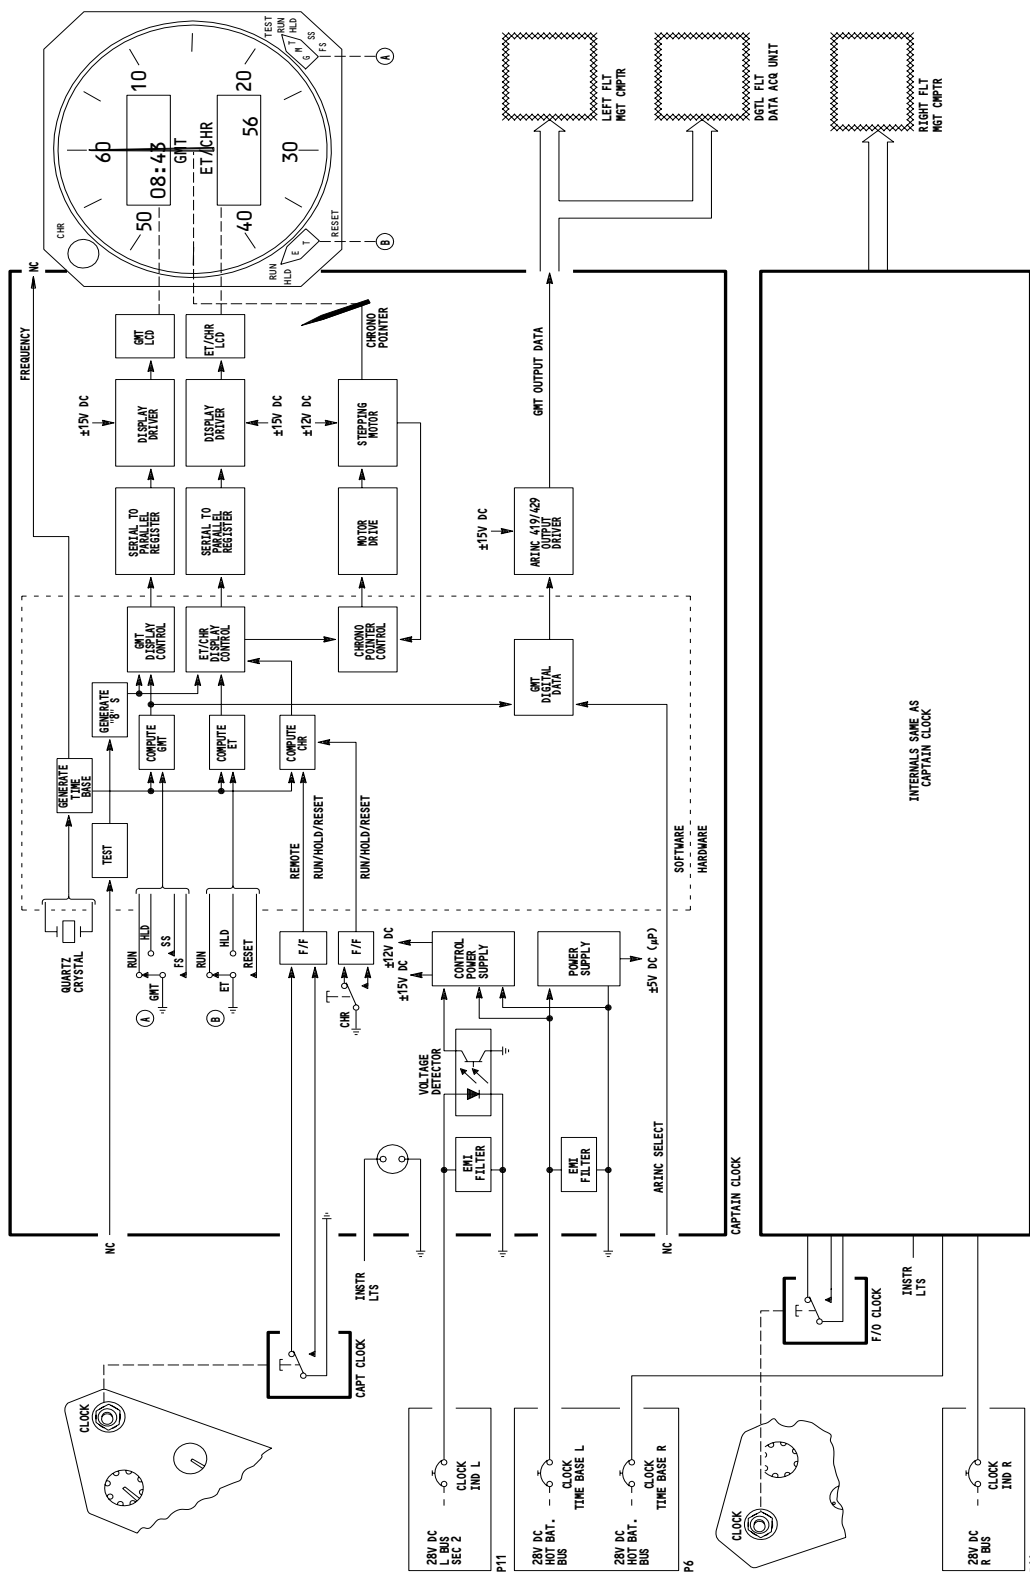 CLOCK
CAPT CLOCK
28V DC
L BUS
SEC 2
CLOCK
IND L
P11
28V DC
HOT BAT.
BUS
CLOCK
TIME BASE L
28V DC
HOT BAT.
BUS
CLOCK
TIME BASE R
P6
CLOCK
F/O CLOCK
INSTR
LTS
28V DC
R BUS
CLOCK
IND R
NC
INSTR
LTS
NC
ARINC SELECT
EMI
FILTER
EMI
FILTER
VOLTAGE
DETECTOR
QUARTZ
CRYSTAL
A
GMT
RUN
HLD
SS
FS
B
ET
RUN
HLD
RESET
F/F
CHR
F/F
±15V DC
±12V DC
CONTROL
POWER
SUPPLY
POWER
SUPPLY
±5V DC (µP)
TEST
GENERATE
TIME
BASE
GENERATE
"8" S
COMPUTE
GMT
COMPUTE
ET
COMPUTE
CHR
REMOTE
RUN/HOLD/RESET
RUN/HOLD/RESET
SOFTWARE
HARDWARE
GMT
DISPLAY
CONTROL
ET/CHR
DISPLAY
CONTROL
CHRONO
POINTER
CONTROL
GMT
DIGITAL
DATA
SERIAL TO
PARALLEL
REGISTER
SERIAL TO
PARALLEL
REGISTER
MOTOR
DRIVE
±15V DC
ARINC 419/429
OUTPUT
DRIVER
±15V DC
DISPLAY
DRIVER
DISPLAY
DRIVER
±15V DC
±12V DC
STEPPING
MOTOR
GMT
LCD
ET/CHR
LCD
CHRONO
POINTER
GMT OUTPUT DATA
FREQUENCY
NC
CAPTAIN CLOCK
CHR
60
10
20
30
40
50
08:43
GMT
ET/CHR
56
TEST
RUN
HLD
SS
FS
G M T
A
RUN
HLD
E T
RESET
B
LEFT FLT
MGT CMPTR
DGTL FLT
DATA ACQ UNIT
RIGHT FLT
MGT CMPTR
INTERNALS SAME AS
CAPTAIN CLOCK